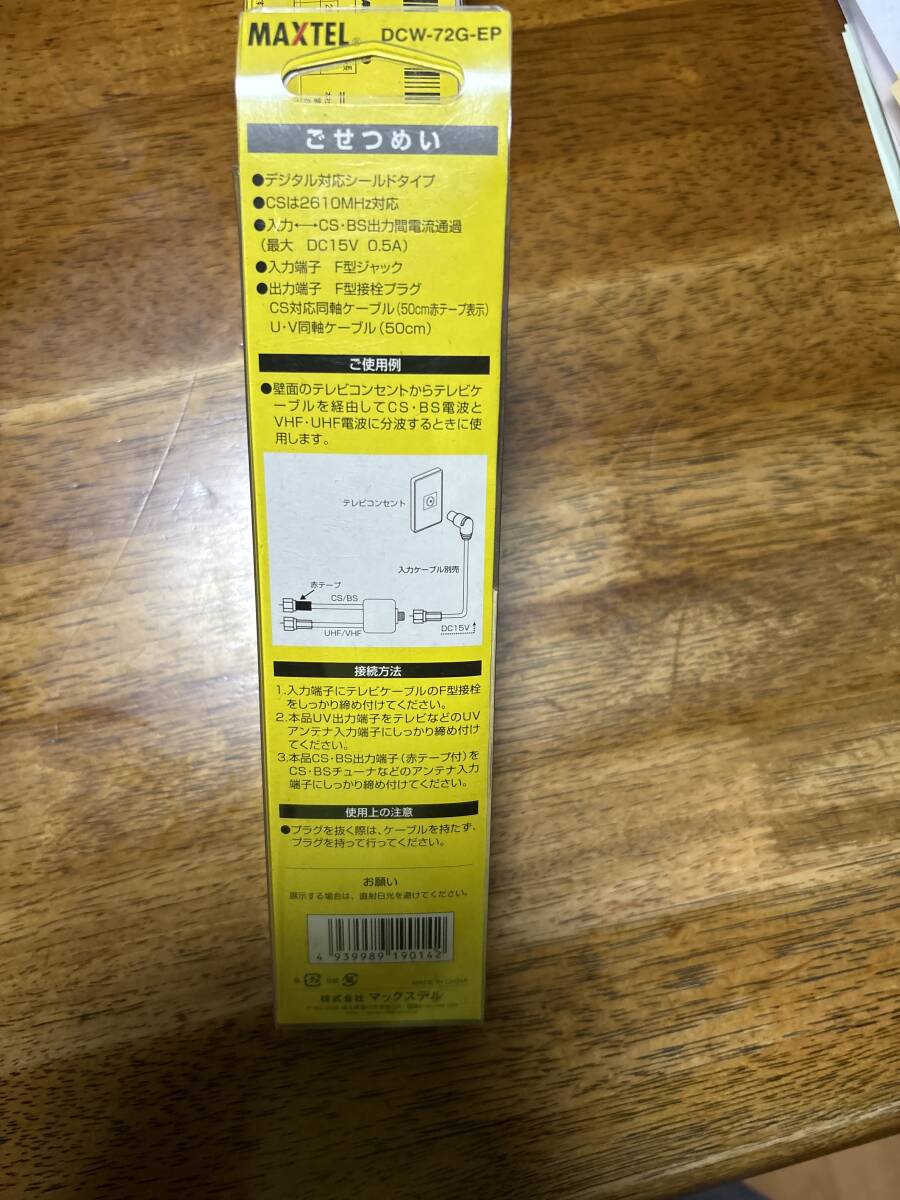 MAXTEL® DCW-72G-EP
ごせつめい
●デジタル対応シールドタイプ
●CSは2610MHz対応
●入力←→CS・BS出力間電流通過
（最大 DC15V 0.5A）
●入力端子 F型ジャック
●出力端子 F型接栓プラグ
CS対応同軸ケーブル（50cm赤テープ表示）
U・V同軸ケーブル（50cm）
ご使用例
●壁面のテレビコンセントからテレビケ
ーブルを経由してCS・BS電波と
VHF・UHF電波に分波するときに使
用します。
テレビコンセント
入力ケーブル別売
赤テープ
CS/BS
UHF/VHF
DC15V
接続方法
1.入力端子にテレビケーブルのF型接栓
をしっかり締め付けてください。
2.本品UV出力端子をテレビなどのUV
アンテナ入力端子にしっかり締め付け
てください。
3.本品CS・BS出力端子（赤テープ付）を
CS・BSチューナなどのアンテナ入力
端子にしっかり締め付けてください。
使用上の注意
●プラグを抜く際は、ケーブルを持たず、
プラグを持って行ってください。
お願い
展示する場合は、直射日光を避けてください。
4 939989 190142
MADE IN CHINA
株式会社 マックステル